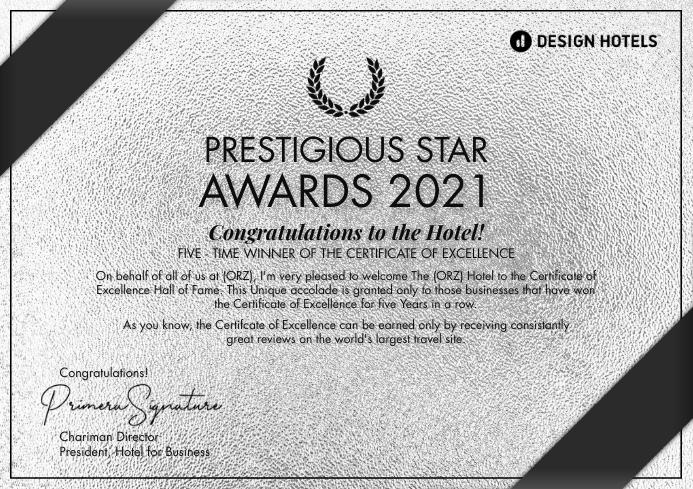 DESIGN HOTELS
PRESTIGIOUS STAR
AWARDS 2021
Congratulations to the Hotel!
FIVE - TIME WINNER OF THE CERTIFICATE OF EXCELLENCE
On behalf of all of us at (ORZ), I'm very pleased to welcome The (ORZ) Hotel to the Certificate of
Excellence Hall of Fame. This Unique accolade is granted only to those businesses that have won
the Certificate of Excellence for five Years in a row.
As you know, the Certifcate of Excellence can be earned only by receiving consistantly
great reviews on the world's largest travel site.
Congratulations!
Primeru Signature
Chariman Director
President, Hotel for Business